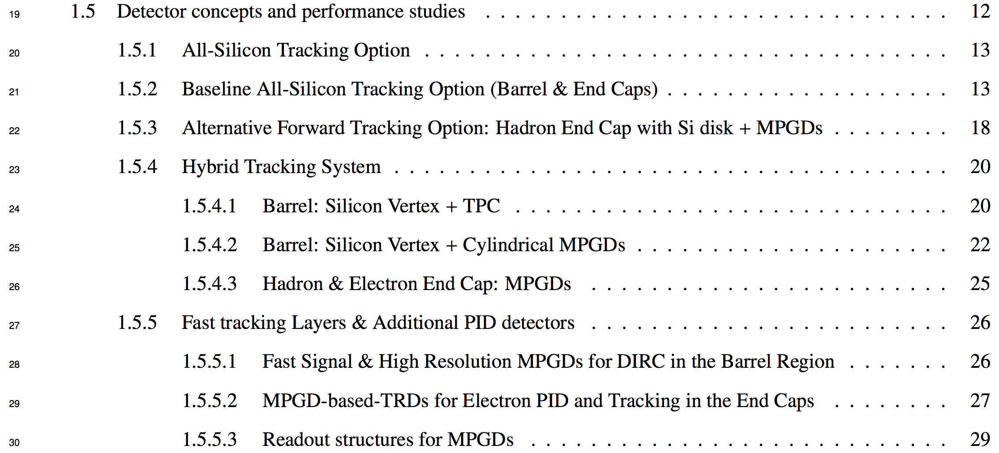 19 1.5 Detector concepts and performance studies . . . . . . . . . . . . . . . . . . . . . . . . . . . . . . . 12
20 1.5.1 All-Silicon Tracking Option . . . . . . . . . . . . . . . . . . . . . . . . . . . . . . . . . . . 13
21 1.5.2 Baseline All-Silicon Tracking Option (Barrel & End Caps) . . . . . . . . . . . . . . . . . . . 13
22 1.5.3 Alternative Forward Tracking Option: Hadron End Cap with Si disk + MPGDs . . . . . . . . 18
23 1.5.4 Hybrid Tracking System . . . . . . . . . . . . . . . . . . . . . . . . . . . . . . . . . . . . . 20
24 1.5.4.1 Barrel: Silicon Vertex + TPC . . . . . . . . . . . . . . . . . . . . . . . . . . . . . 20
25 1.5.4.2 Barrel: Silicon Vertex + Cylindrical MPGDs . . . . . . . . . . . . . . . . . . . . . 22
26 1.5.4.3 Hadron & Electron End Cap: MPGDs . . . . . . . . . . . . . . . . . . . . . . . . 25
27 1.5.5 Fast tracking Layers & Additional PID detectors . . . . . . . . . . . . . . . . . . . . . . . . 26
28 1.5.5.1 Fast Signal & High Resolution MPGDs for DIRC in the Barrel Region . . . . . . . 26
29 1.5.5.2 MPGD-based-TRDs for Electron PID and Tracking in the End Caps . . . . . . . . 27
30 1.5.5.3 Readout structures for MPGDs . . . . . . . . . . . . . . . . . . . . . . . . . . . . 29